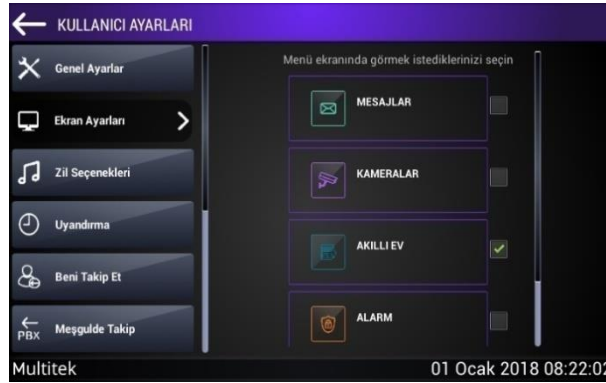 KULLANICI AYARLARI
Menü ekranında görmek istediklerinizi seçin
Genel Ayarlar
Ekran Ayarları
Zil Seçenekleri
Uyandırma
Beni Takip Et
PBX Meşgulde Takip
MESAJLAR
KAMERALAR
AKILLI EV
ALARM
Multitek
01 Ocak 2018 08:22:02